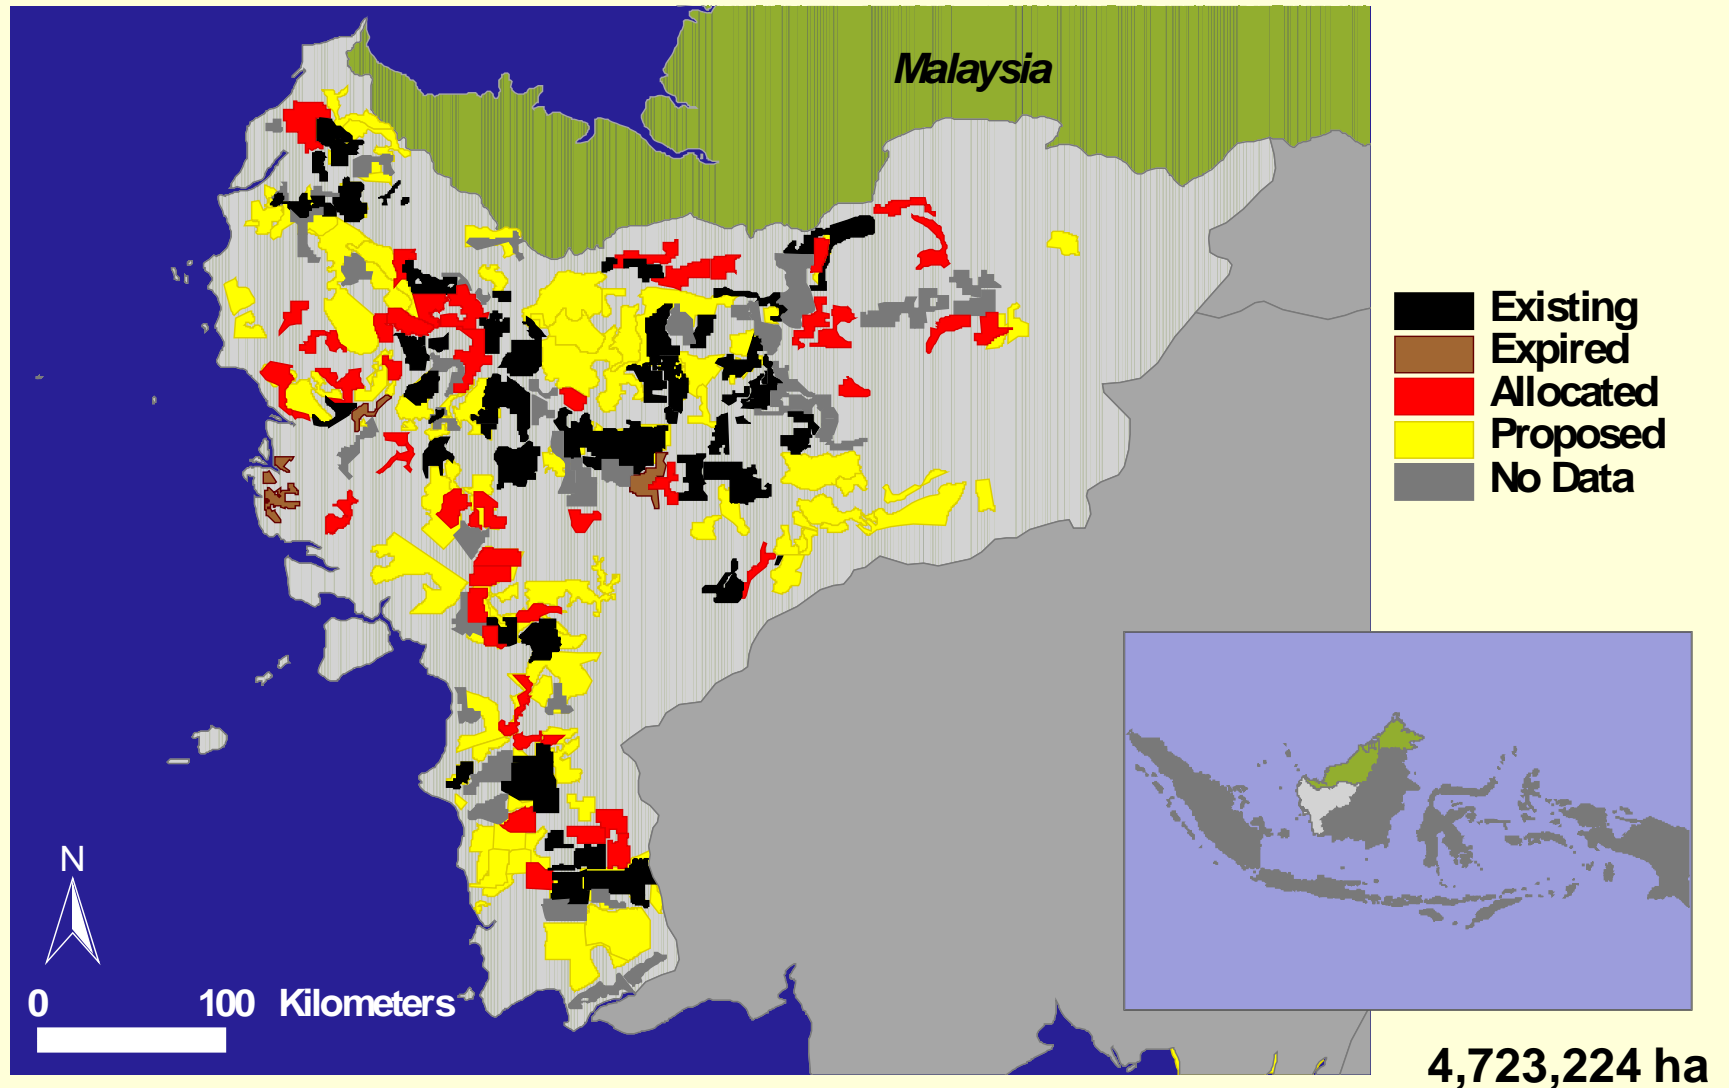 Malaysia
Existing
Expired
Allocated
Proposed
No Data
N
0 100 Kilometers
4,723,224 ha